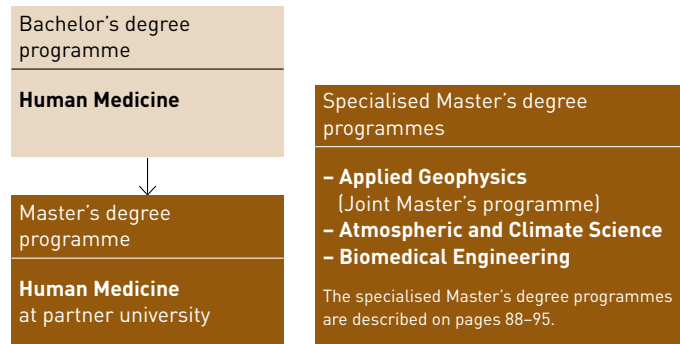 Bachelor’s degree
programme
Human Medicine
Master’s degree
programme
Human Medicine
at partner university
Specialised Master’s degree
programmes
– Applied Geophysics
(Joint Master’s programme)
– Atmospheric and Climate Science
– Biomedical Engineering
The specialised Master’s degree programmes
are described on pages 88–95.